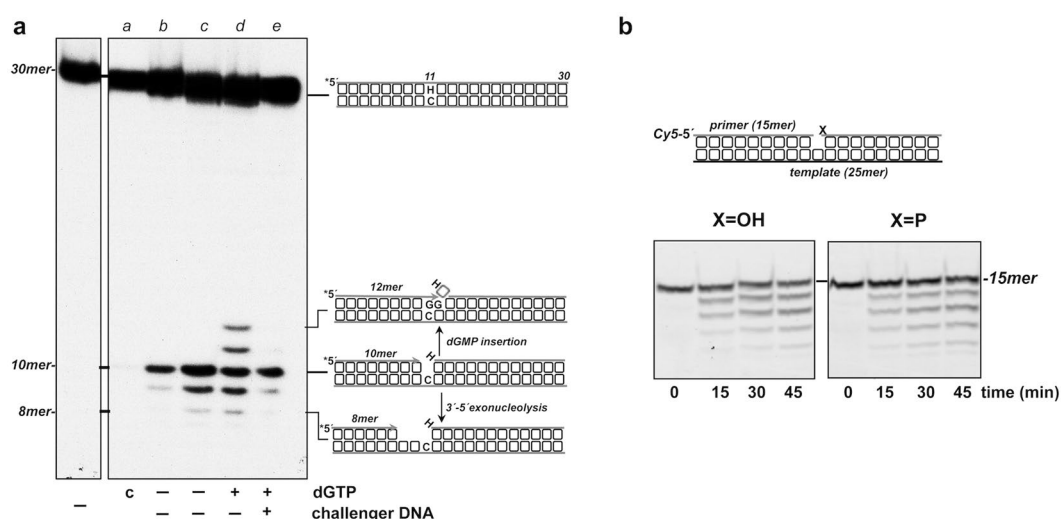 a
a b c d e
30mer-
*5´ 11 30
H
C
12mer
H
*5´
GG
C
dGMP insertion
10mer-
10mer
H
*5´
C
3´-5´exonucleolysis
8mer-
8mer
H
*5´
C
c – – + + dGTP
– – – – + challenger DNA
b
Cy5-5´ primer (15mer) X
template (25mer)
X=OH X=P
-15mer
0 15 30 45 0 15 30 45 time (min)